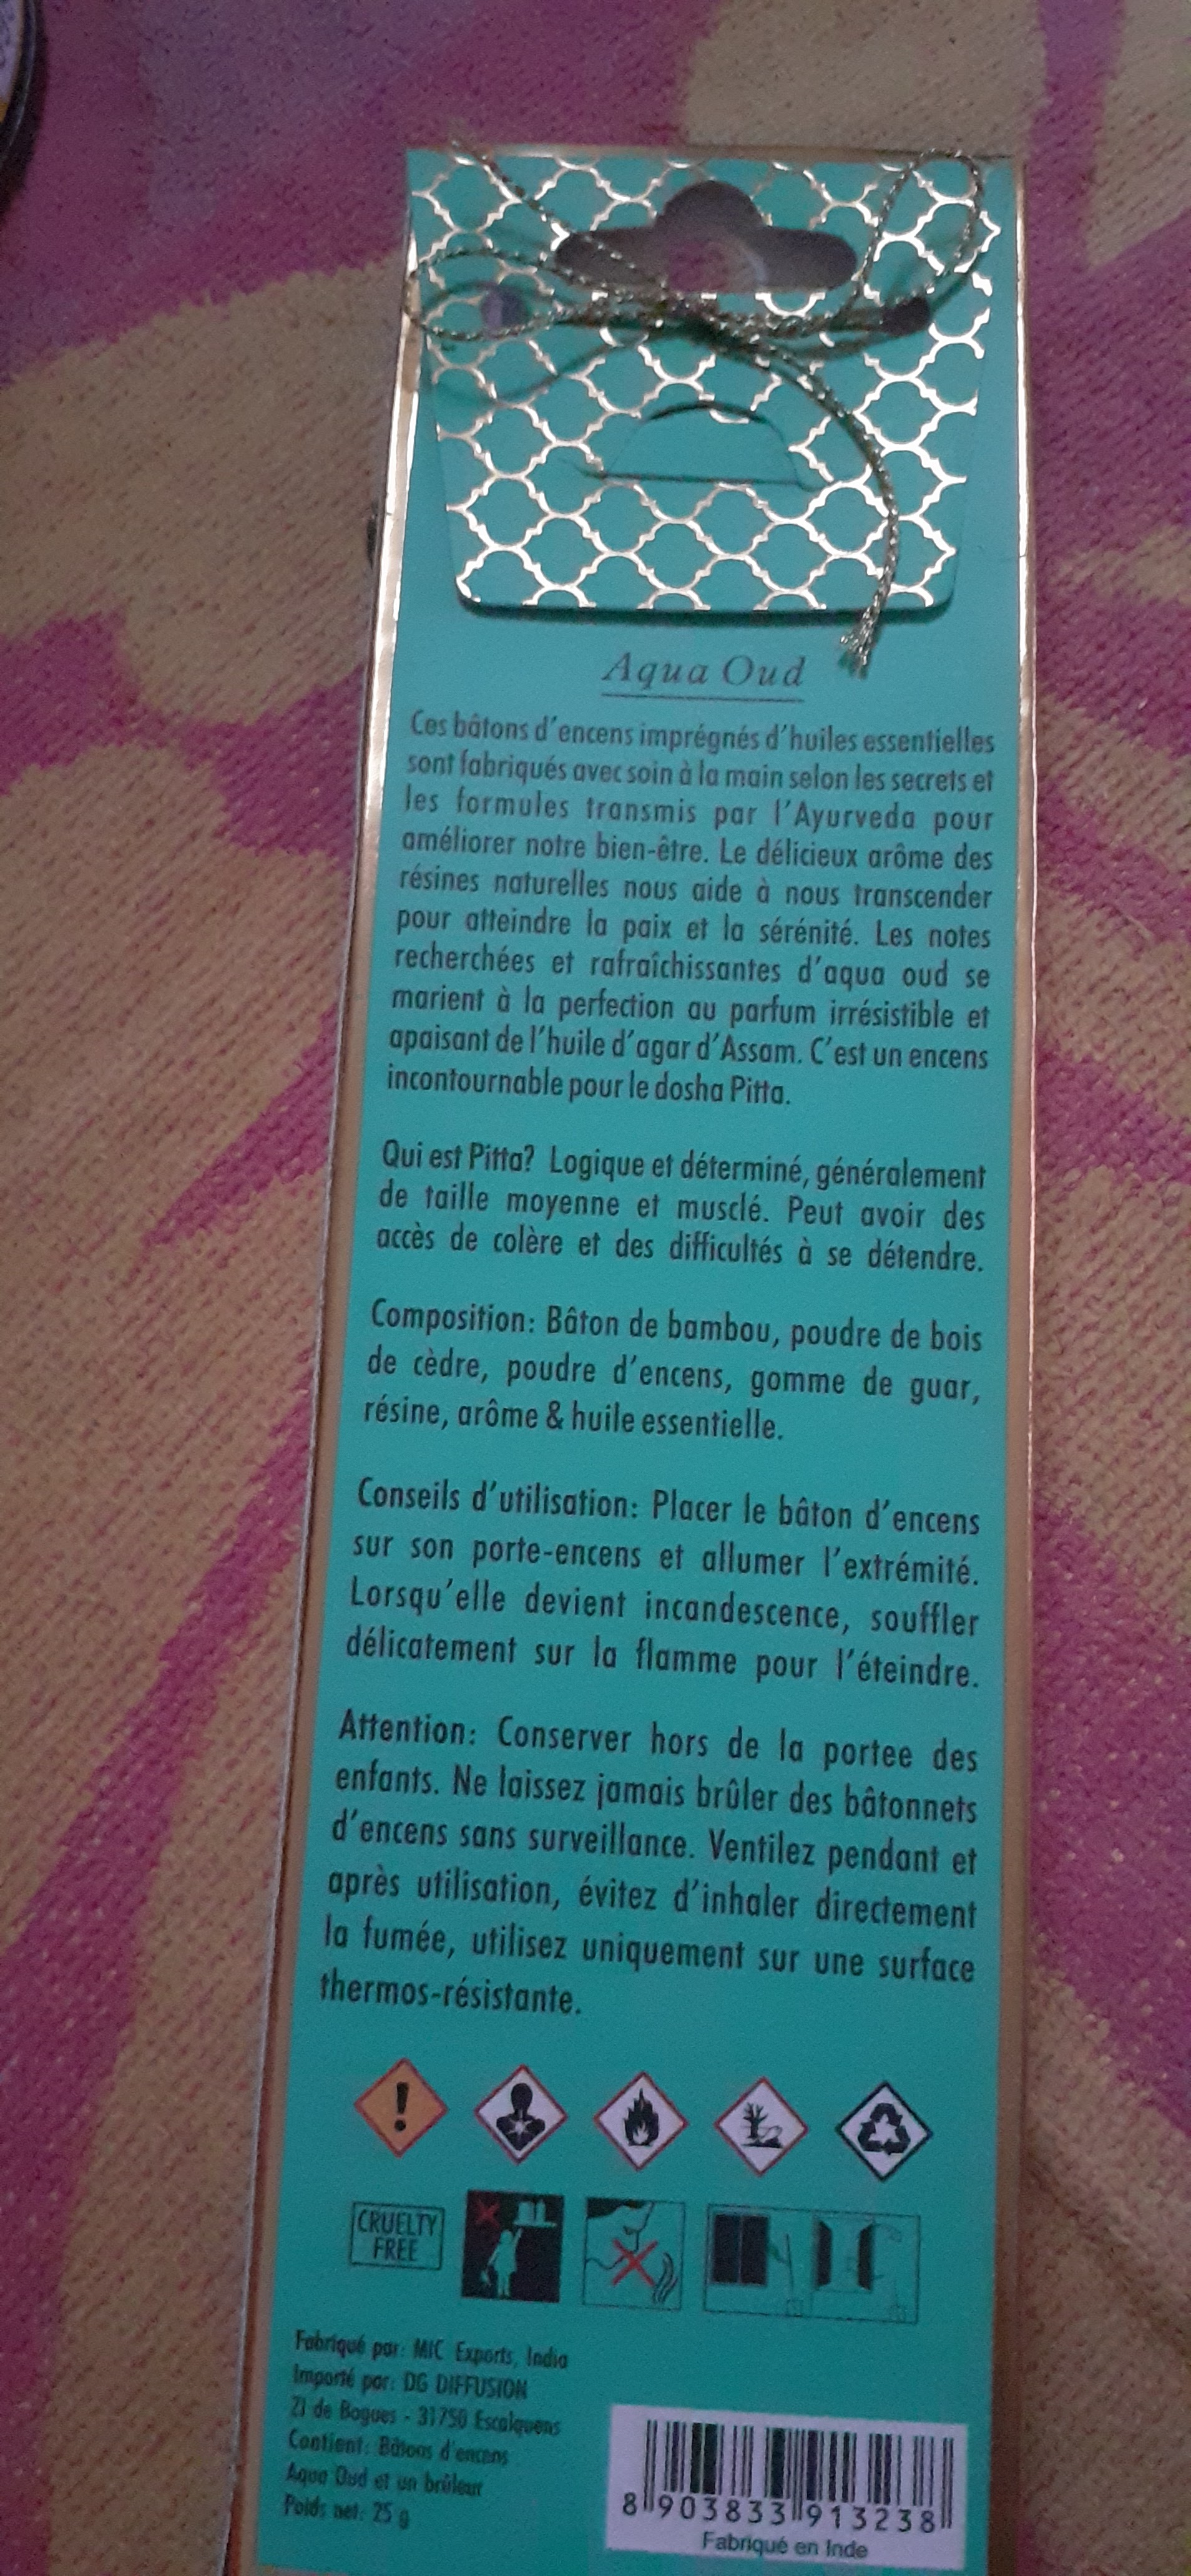 Aqua Oud
Ces bâtons d'encens imprégnés d'huiles essentielles
sont fabriqués avec soin à la main selon les secrets et
les formules transmis par l'Ayurveda pour
améliorer notre bien-être. Le délicieux arôme des
résines naturelles nous aide à nous transcender
pour atteindre la paix et la sérénité. Les notes
recherchées et rafraîchissantes d'aqua oud se
marient à la perfection au parfum irrésistible et
apaisant de l'huile d'agar d'Assam. C'est un encens
incontournable pour le dosha Pitta.
Qui est Pitta? Logique et déterminé, généralement
de taille moyenne et musclé. Peut avoir des
accès de colère et des difficultés à se détendre.
Composition: Bâton de bambou, poudre de bois
de cèdre, poudre d'encens, gomme de guar,
résine, arôme & huile essentielle.
Conseils d'utilisation: Placer le bâton d'encens
sur son porte-encens et allumer l'extrémité.
Lorsqu'elle devient incandescence, souffler
délicatement sur la flamme pour l'éteindre.
Attention: Conserver hors de la portee des
enfants. Ne laissez jamais brûler des bâtonnets
d'encens sans surveillance. Ventilez pendant et
après utilisation, évitez d'inhaler directement
la fumée, utilisez uniquement sur une surface
thermos-résistante.
CRUELTY
FREE
Fabriqué par: MIC Exports, India
Importé par: DG DIFFUSION
ZI de Bogues - 31750 Escalquens
Contient: Bâtons d'encens
Aqua Oud et un brûleur
Poids net: 25 g
8 903833 913238
Fabriqué en Inde